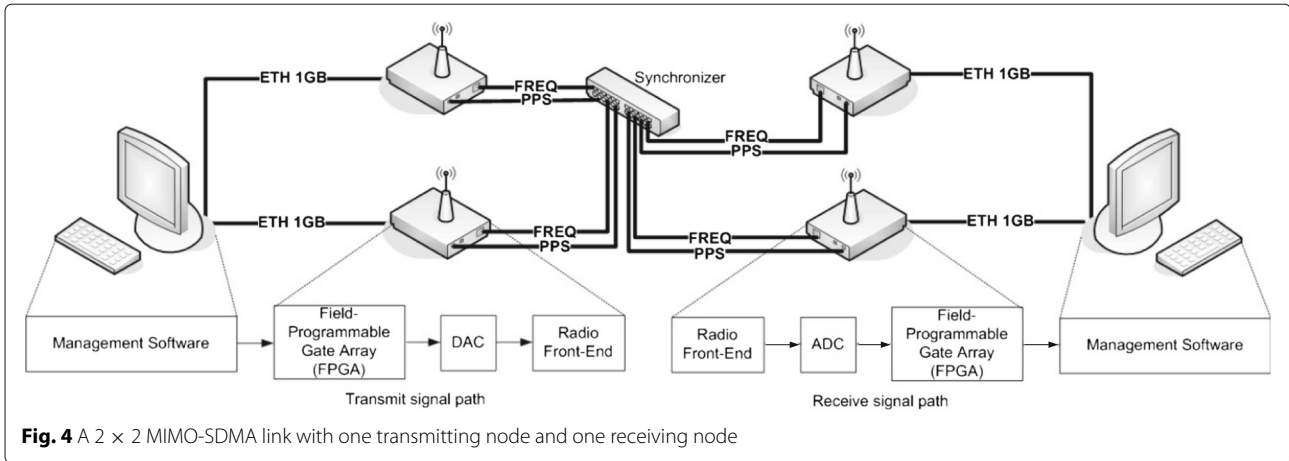 Synchronizer
ETH 1GB
FREQ
PPS
ETH 1GB
FREQ
PPS
ETH 1GB
FREQ
PPS
ETH 1GB
FREQ
PPS
Management Software
Field-
Programmable
Gate Array
(FPGA)
DAC
Radio
Front-End
Radio
Front-End
ADC
Field-
Programmable
Gate Array
(FPGA)
Management Software
Transmit signal path
Receive signal path
Fig. 4 A 2 × 2 MIMO-SDMA link with one transmitting node and one receiving node